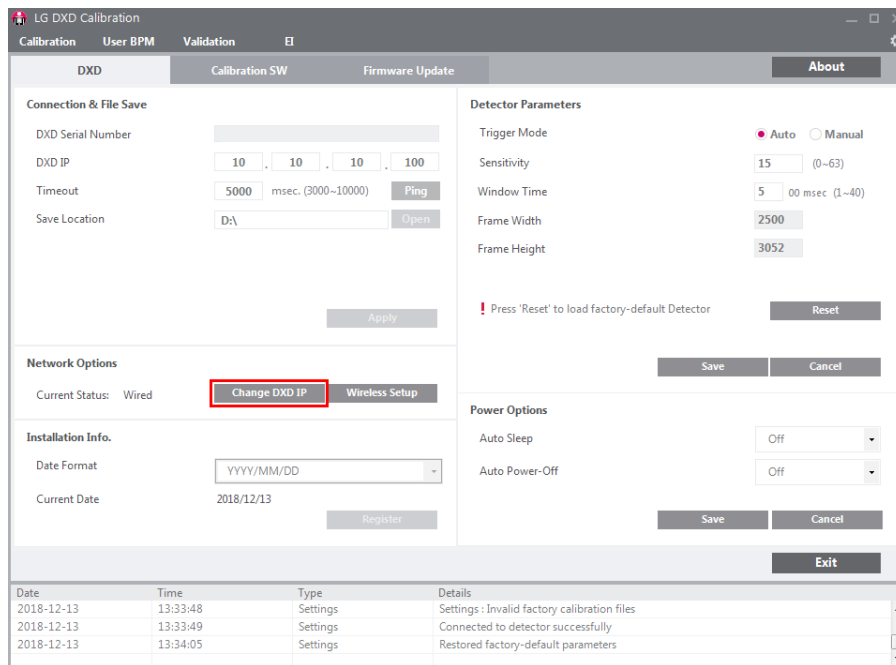 LG DXD Calibration
Calibration User BPM Validation EI
DXD Calibration SW Firmware Update About
Connection & File Save
DXD Serial Number
DXD IP 10 . 10 . 10 . 100
Timeout 5000 msec. (3000~10000) Ping
Save Location D:\ Open
Apply
Network Options
Current Status: Wired Change DXD IP Wireless Setup
Installation Info.
Date Format YYYY/MM/DD
Current Date 2018/12/13
Register
Detector Parameters
Trigger Mode Auto Manual
Sensitivity 15 (0~63)
Window Time 5 00 msec (1~40)
Frame Width 2500
Frame Height 3052
! Press 'Reset' to load factory-default Detector Reset
Save Cancel
Power Options
Auto Sleep Off
Auto Power-Off Off
Save Cancel
Exit
Date Time Type Details
2018-12-13 13:33:48 Settings Settings : Invalid factory calibration files
2018-12-13 13:33:49 Settings Connected to detector successfully
2018-12-13 13:34:05 Settings Restored factory-default parameters